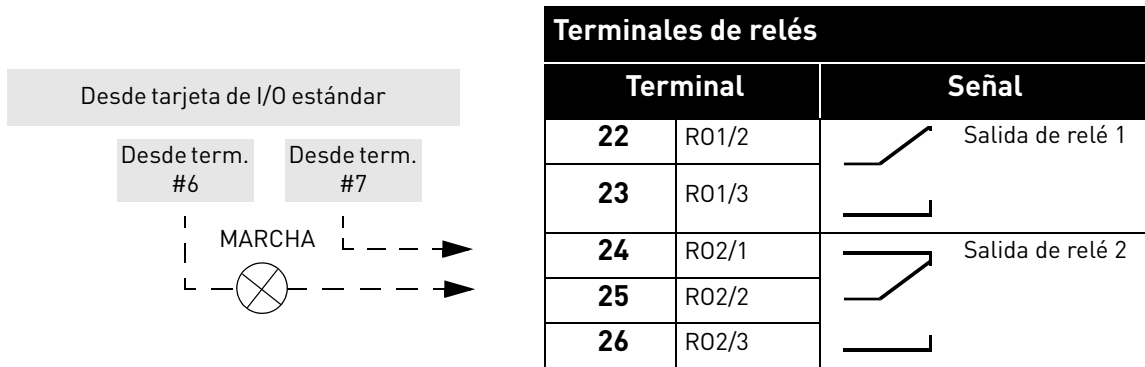 Desde tarjeta de I/O estándar
Desde term.
#6
Desde term.
#7
MARCHA
Terminales de relés
Terminal Señal
22 RO1/2 Salida de relé 1
23 RO1/3
24 RO2/1 Salida de relé 2
25 RO2/2
26 RO2/3